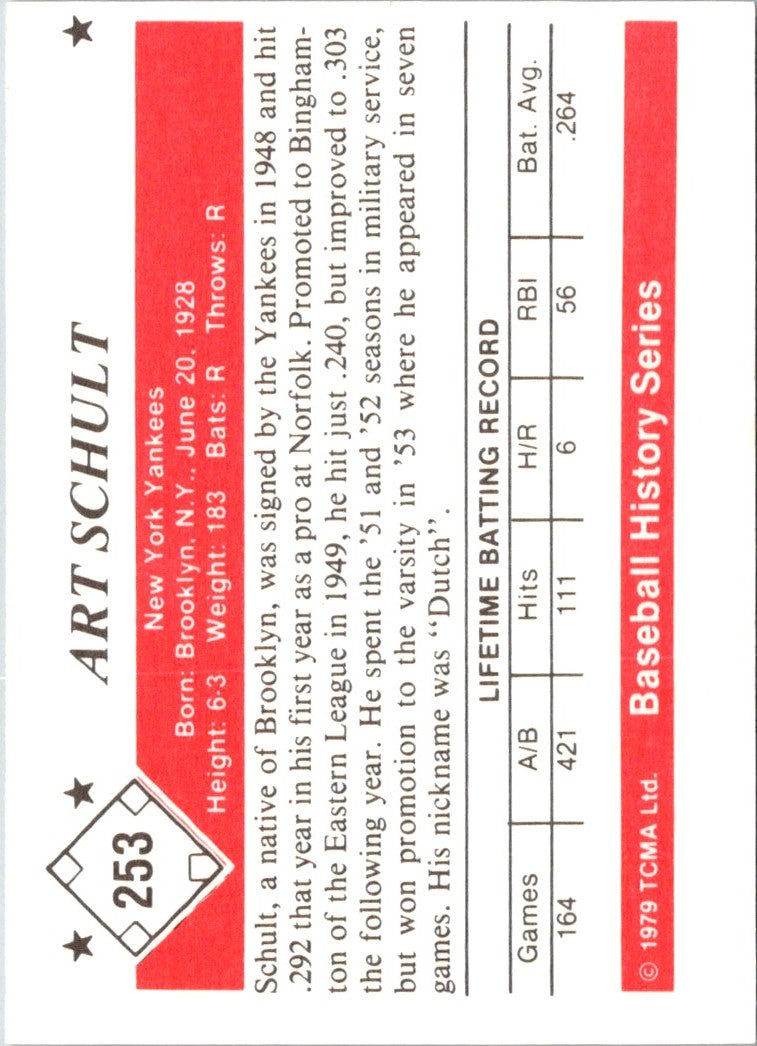 253
ART SCHULT
New York Yankees
Born: Brooklyn, N.Y., June 20, 1928
Height: 6-3 Weight: 183 Bats: R Throws: R
Schult, a native of Brooklyn, was signed by the Yankees in 1948 and hit
.292 that year in his first year as a pro at Norfolk. Promoted to Bingham-
ton of the Eastern League in 1949, he hit just .240, but improved to .303
the following year. He spent the '51 and '52 seasons in military service,
but won promotion to the varsity in '53 where he appeared in seven
games. His nickname was “Dutch”.
LIFETIME BATTING RECORD
Games A/B Hits H/R RBI Bat. Avg.
164 421 111 6 56 .264
© 1979 TCMA Ltd. Baseball History Series